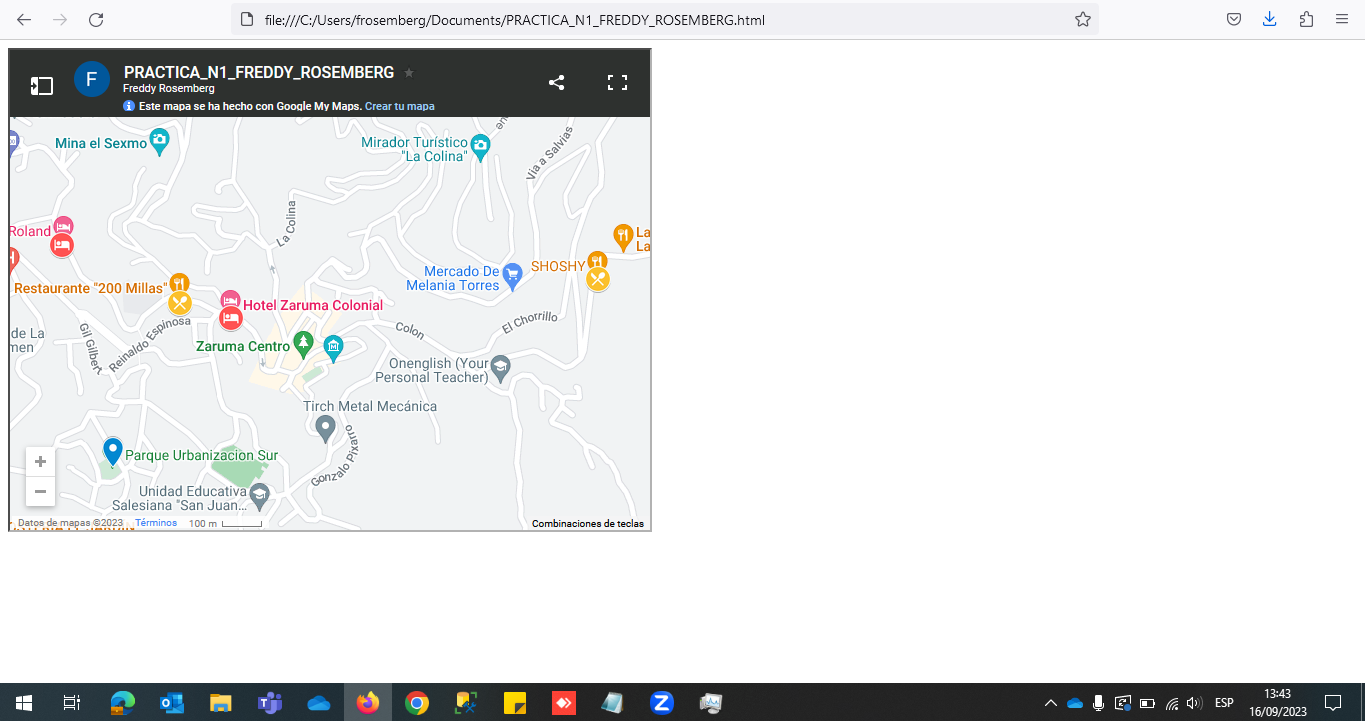 file:///C:/Users/frosemberg/Documents/PRACTICA_N1_FREDDY_ROSEMBERG.html
F
PRACTICA_N1_FREDDY_ROSEMBERG
Freddy Rosemberg
Este mapa se ha hecho con Google My Maps. Crear tu mapa
Mina el Sexmo
Mirador Turístico
"La Colina"
Via a Salvias
ue
La Colina
Roland
La
La
SHOSHY
Mercado De
Melania Torres
Restaurante "200 Millas"
Hotel Zaruma Colonial
Reinaldo Espinosa
Gil Gilbert
de La
men
Colon
El Chorrillo
Zaruma Centro
Onenglish (Your
Personal Teacher)
Tirch Metal Mecánica
Gonzalo Pixaro
Parque Urbanizacion Sur
Unidad Educativa
Salesiana "San Juan...
+
−
Datos de mapas ©2023
Términos
100 m
Combinaciones de teclas
ESP
13:43
16/09/2023